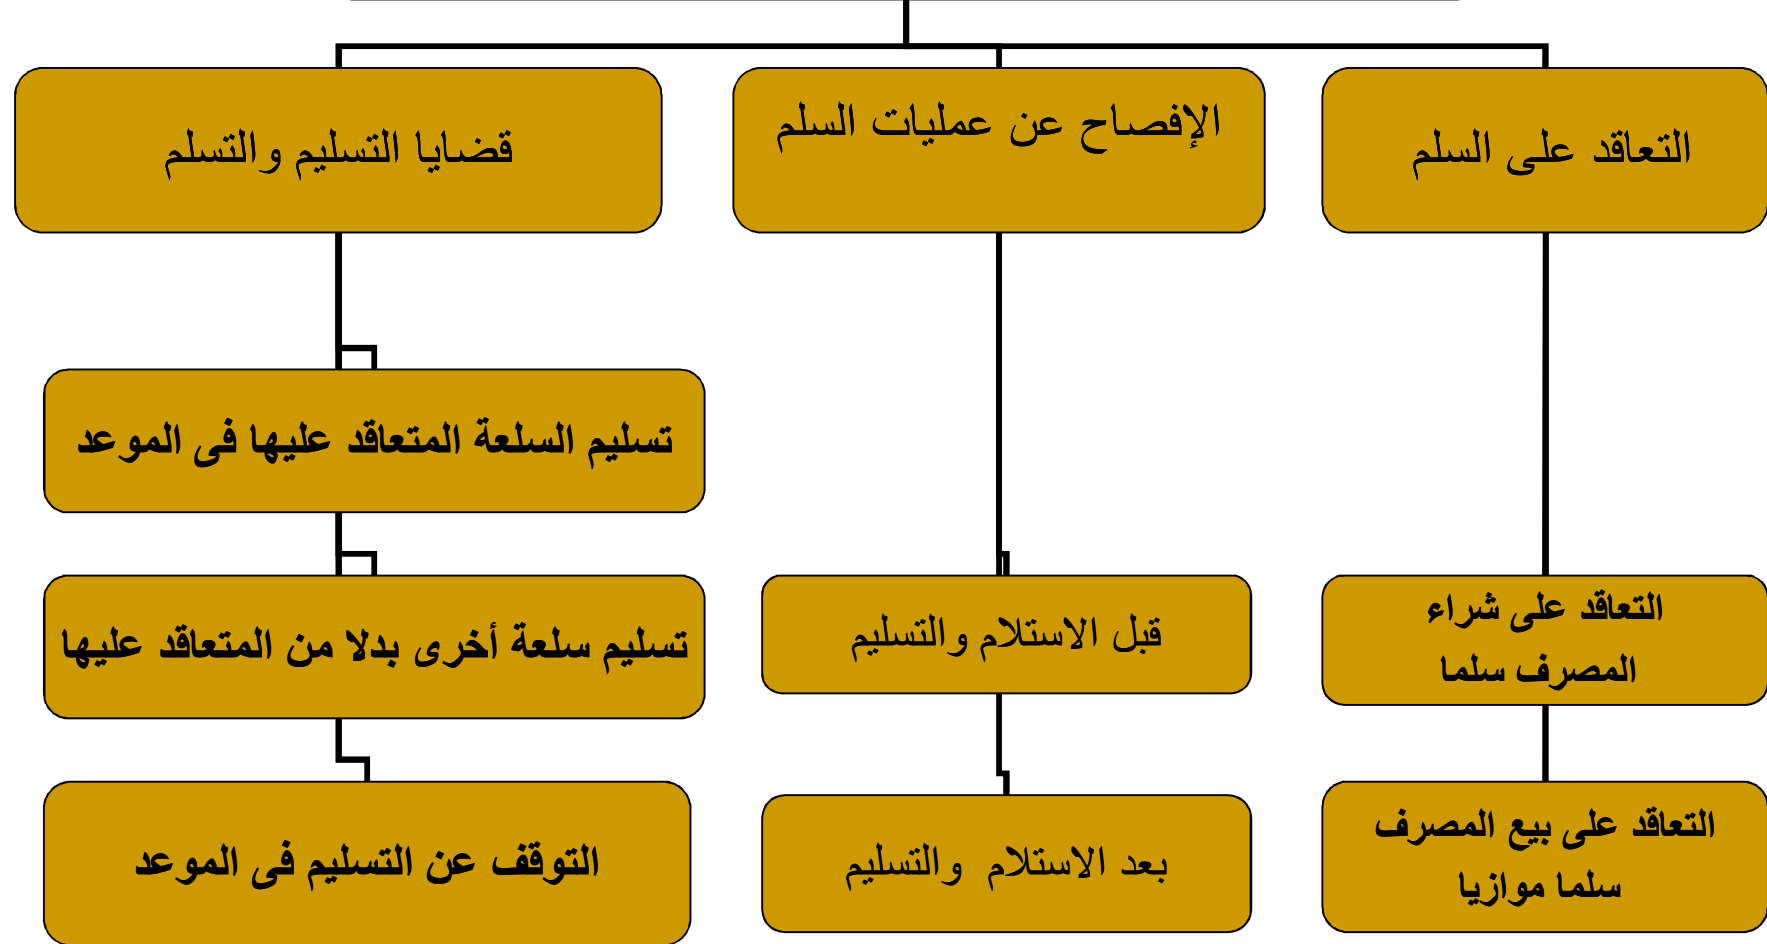 التعاقد على السلم
الإفصاح عن عمليات السلم
قضايا التسليم والتسلم
تسليم السلعة المتعاقد عليها فى الموعد
التعاقد على شراء
المصرف سلما
قبل الاستلام والتسليم
تسليم سلعة أخرى بدلا من المتعاقد عليها
التعاقد على بيع المصرف
سلما موازيا
بعد الاستلام والتسليم
التوقف عن التسليم فى الموعد